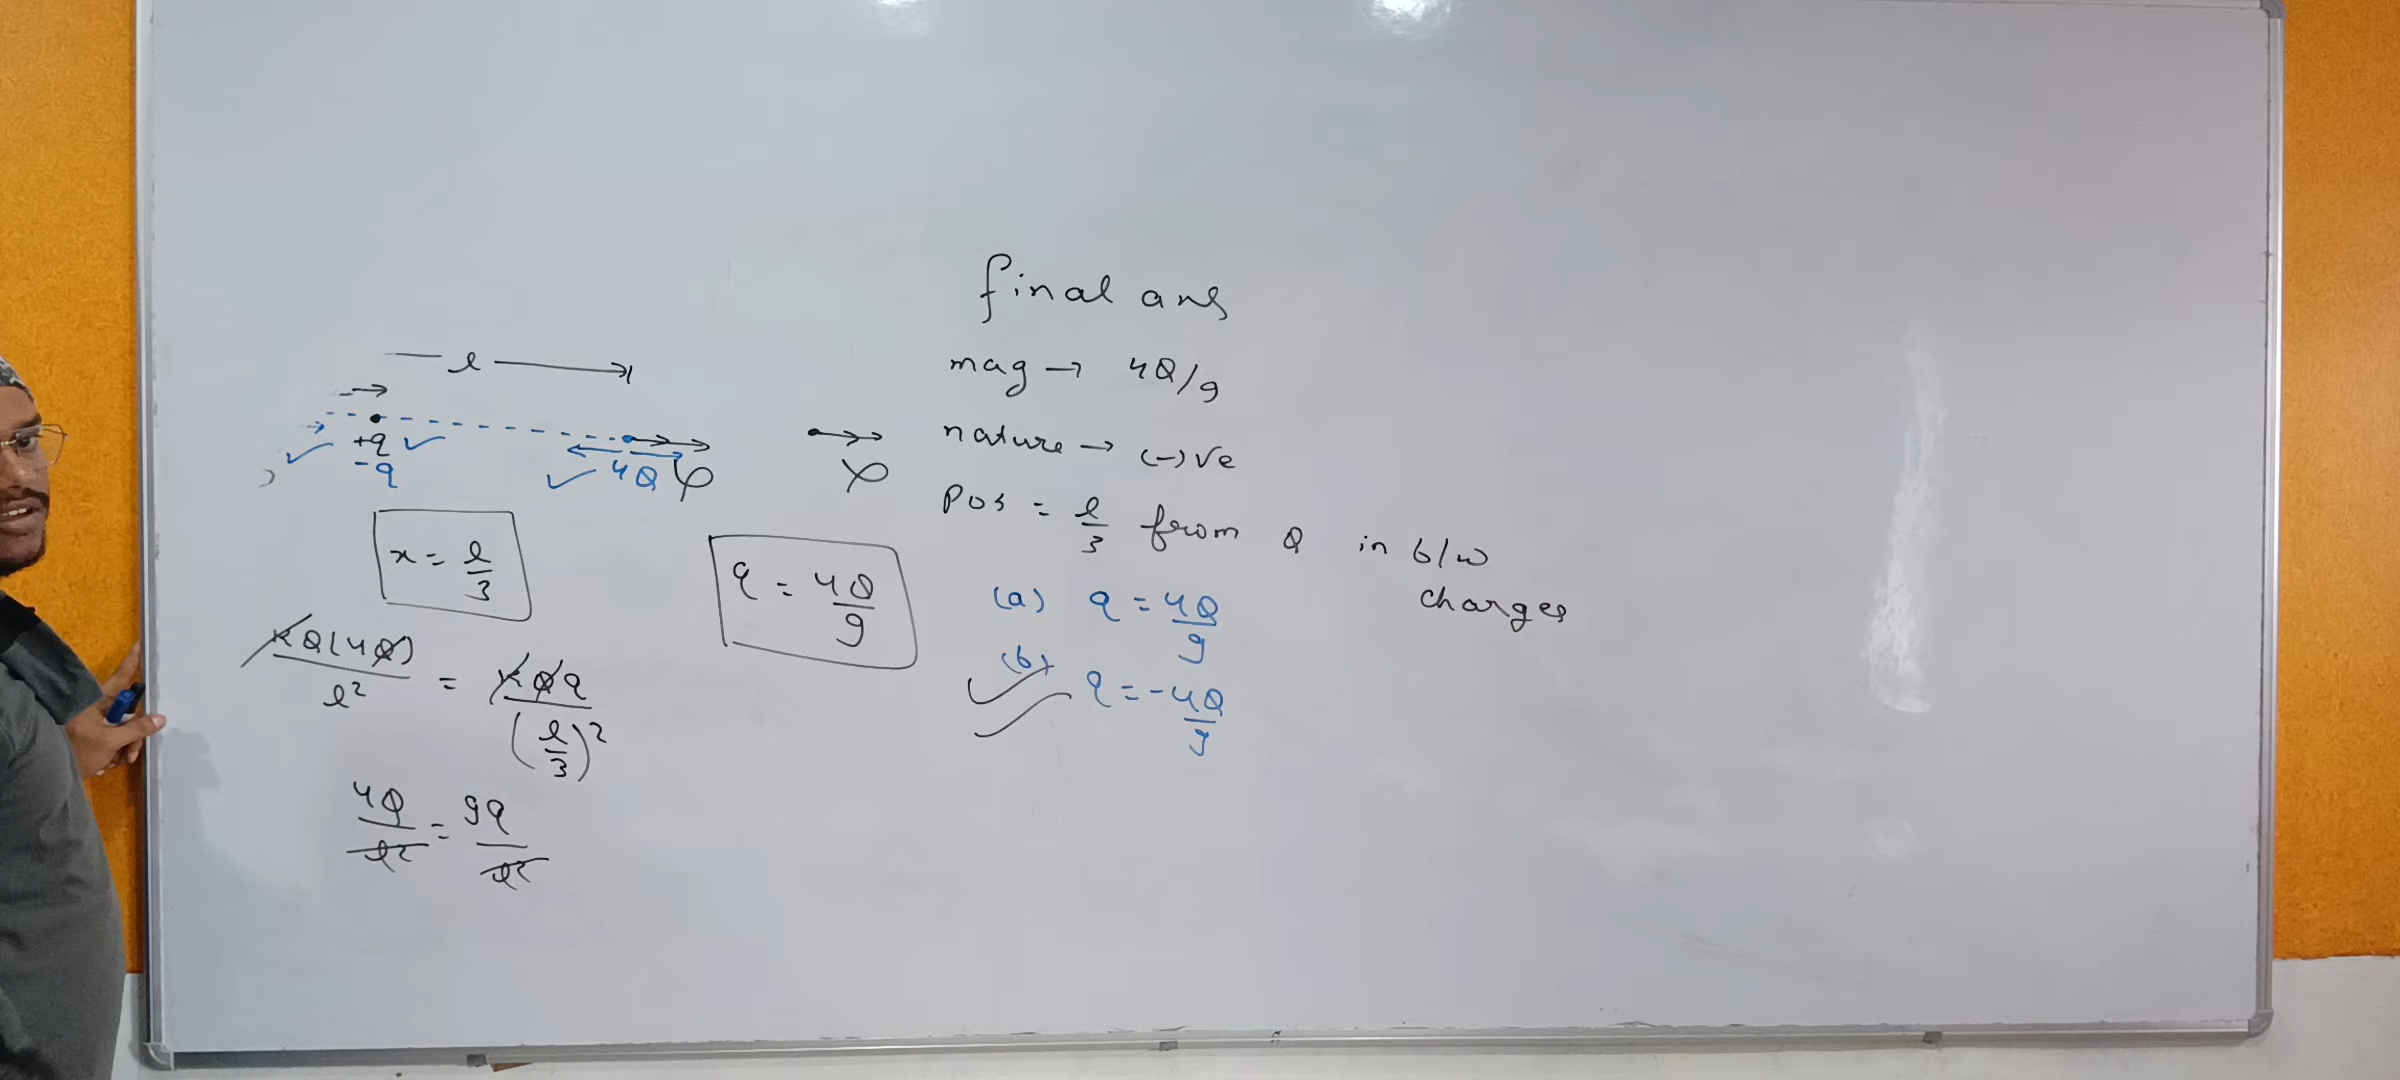 l
+q
-q
4Q
x = l/3
q = 4Q/9
kQ(4Q)/l² = kQq/(l/3)²
4Q/l² = 9q/l²
final ans
mag → 4Q/9
nature → (-)ve
Pos = l/3 from Q in b/w
charges
(a) q = 4Q/9
(b) q = -4Q/9